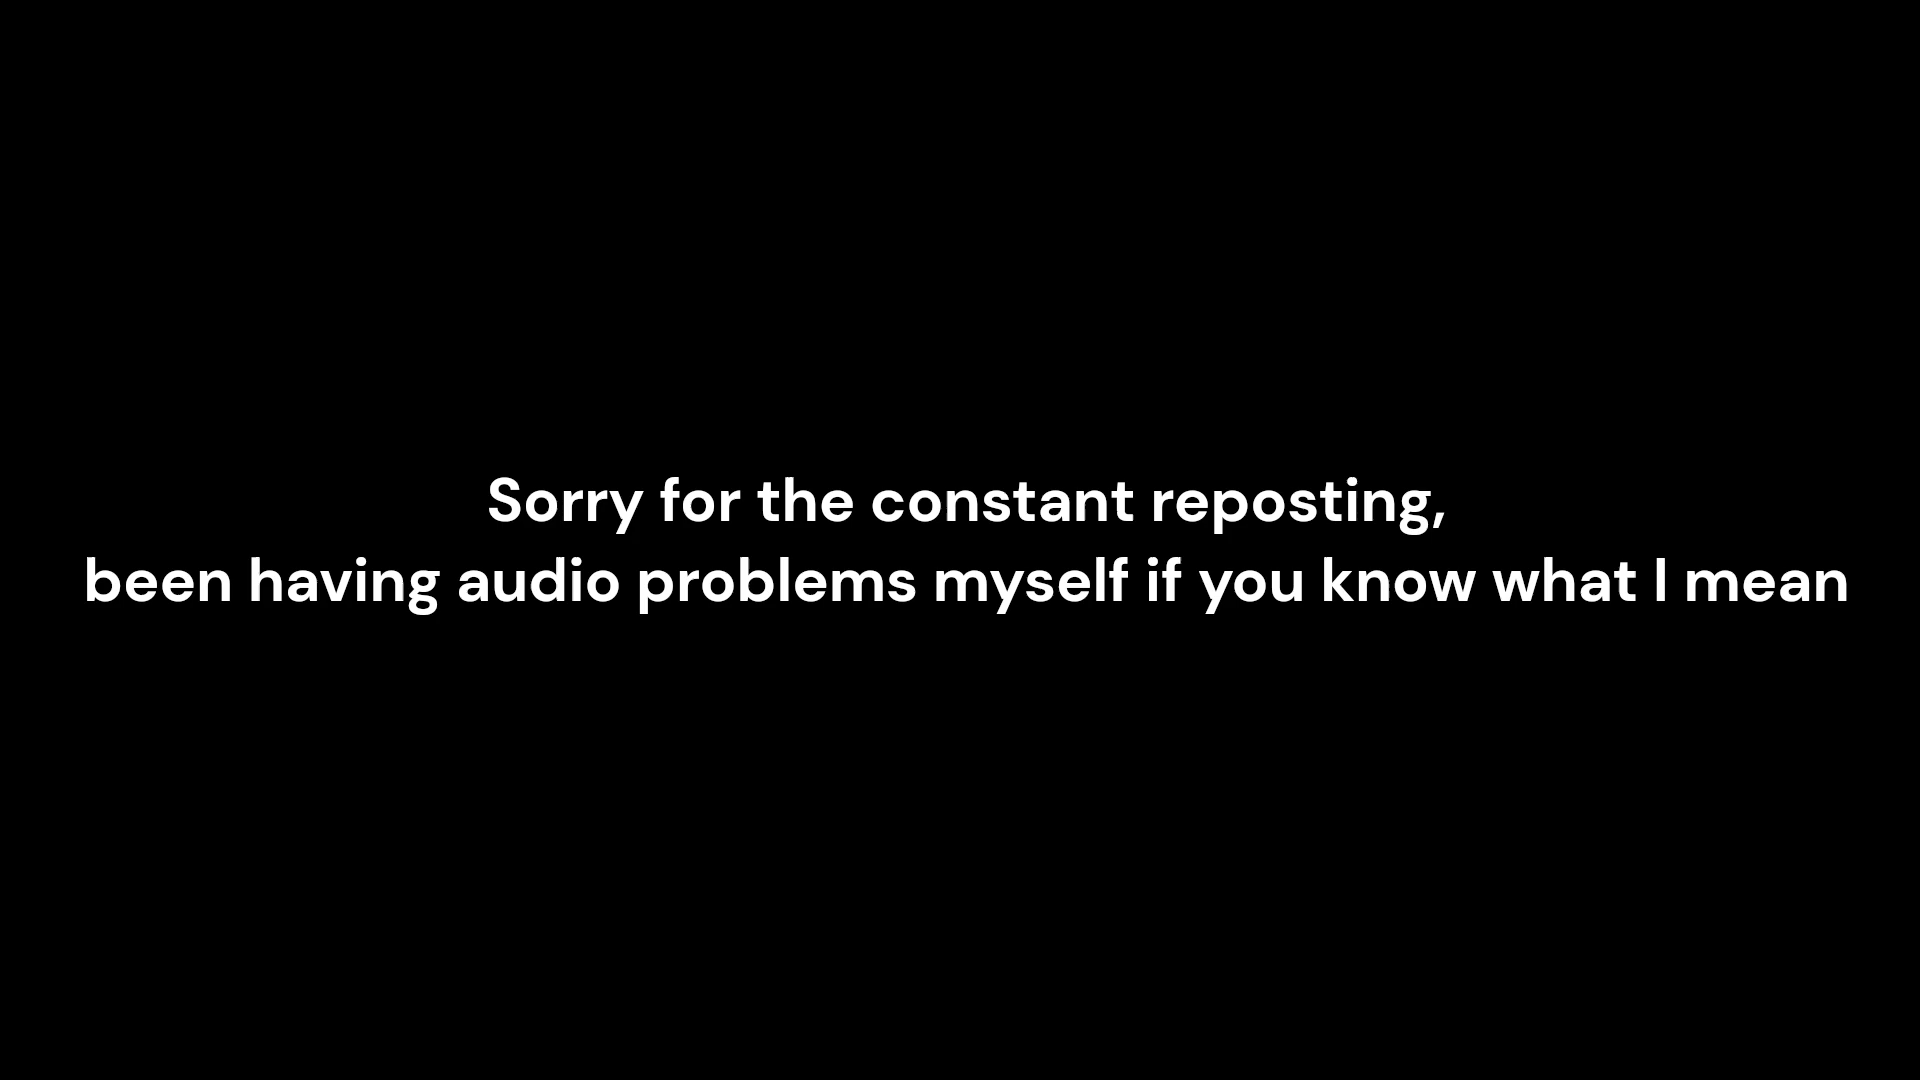 Sorry for the constant reposting,
been having audio problems myself if you know what I mean